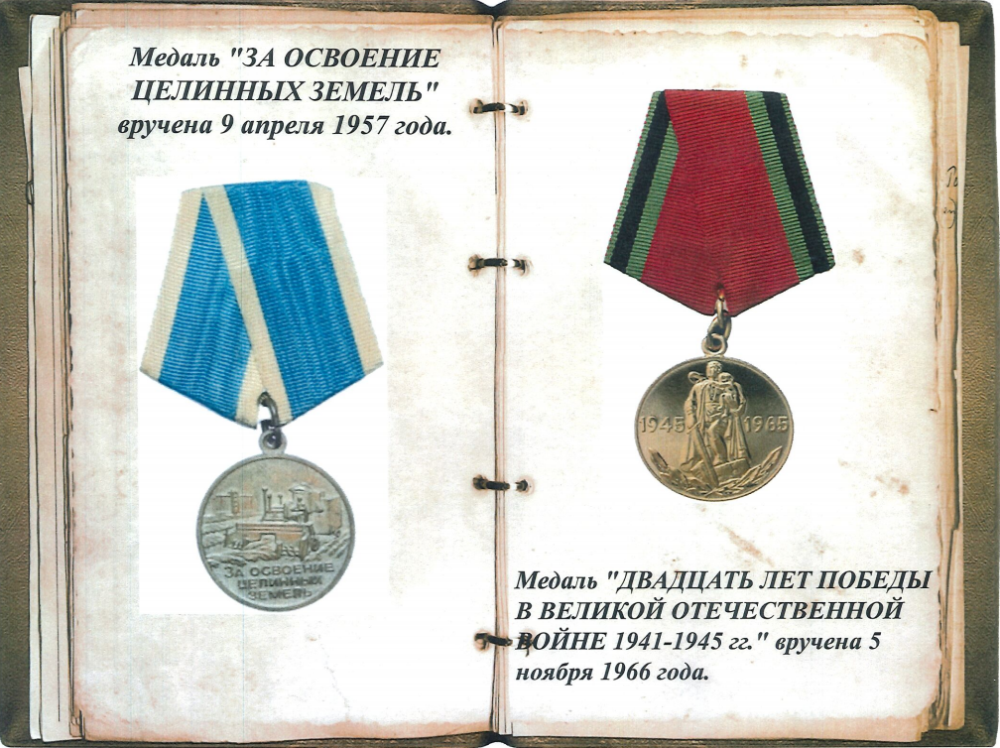 Медаль "ЗА ОСВОЕНИЕ
ЦЕЛИННЫХ ЗЕМЕЛЬ"
вручена 9 апреля 1957 года.
ЗА ОСВОЕНИЕ
ЦЕЛИННЫХ
ЗЕМЕЛЬ
1945 1965
Медаль "ДВАДЦАТЬ ЛЕТ ПОБЕДЫ
В ВЕЛИКОЙ ОТЕЧЕСТВЕННОЙ
ВОЙНЕ 1941-1945 гг." вручена 5
ноября 1966 года.